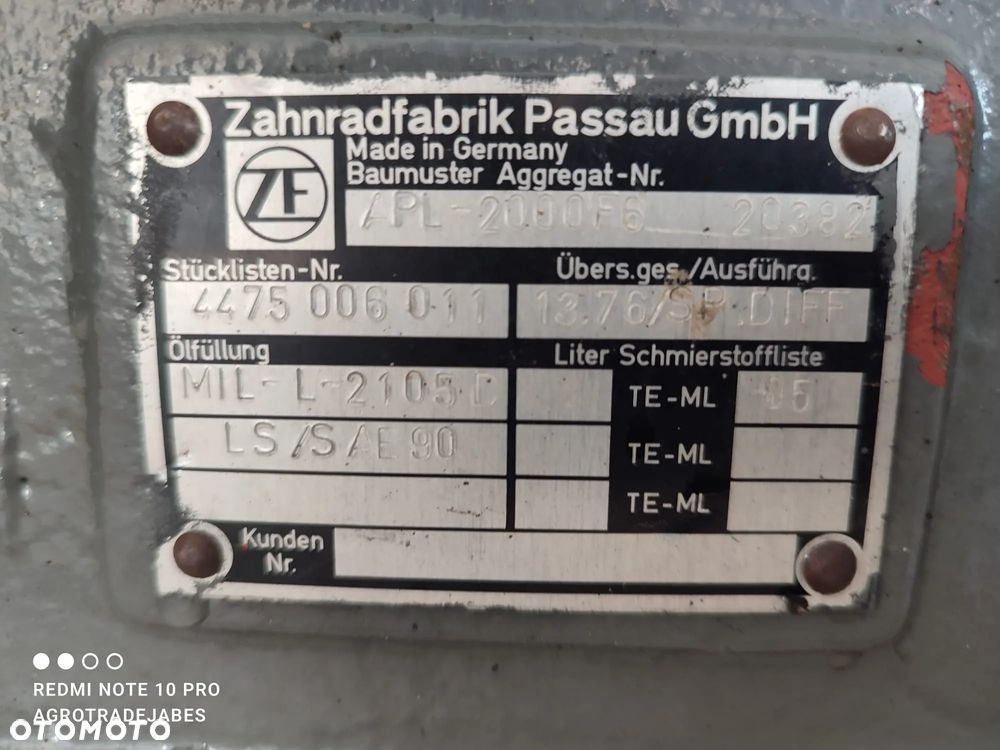 Zahnradfabrik Passau GmbH
ZF
Made in Germany
Baumuster Aggregat-Nr.
APL-2000F6 20382
Stücklisten-Nr. Übers.ges./Ausführg.
4475 006 011 13.76/SP.DIFF
Ölfüllung Liter Schmierstoffliste
MIL-L-2105 D TE-ML 05
LS/SAE 90 TE-ML
TE-ML
Kunden
Nr.
REDMI NOTE 10 PRO
AGROTRADEJABES
OTOMOTO